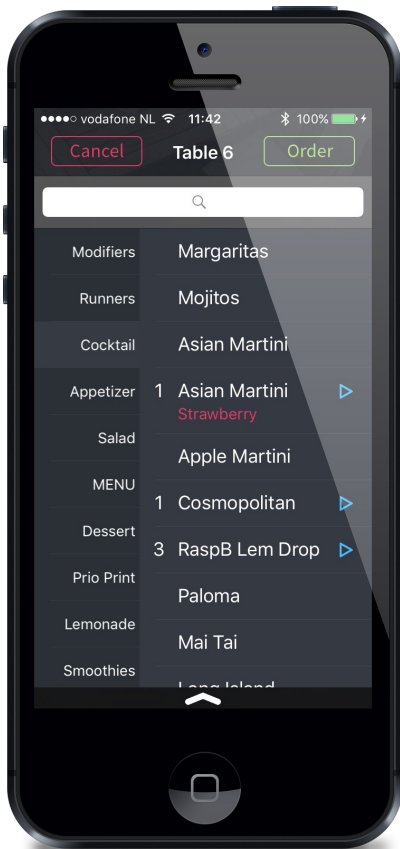 vodafone NL 11:42 100%
Cancel Table 6 Order
Modifiers
Runners
Cocktail
Appetizer
Salad
MENU
Dessert
Prio Print
Lemonade
Smoothies
Margaritas
Mojitos
Asian Martini
1 Asian Martini
Strawberry
Apple Martini
1 Cosmopolitan
3 RaspB Lem Drop
Paloma
Mai Tai
Long Island